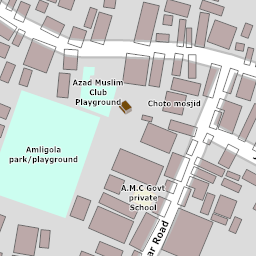 Azad Muslim
Club
Playground
Choto mosjid
Amligola
park/playground
A.M.C Govt
private
School
ar Road